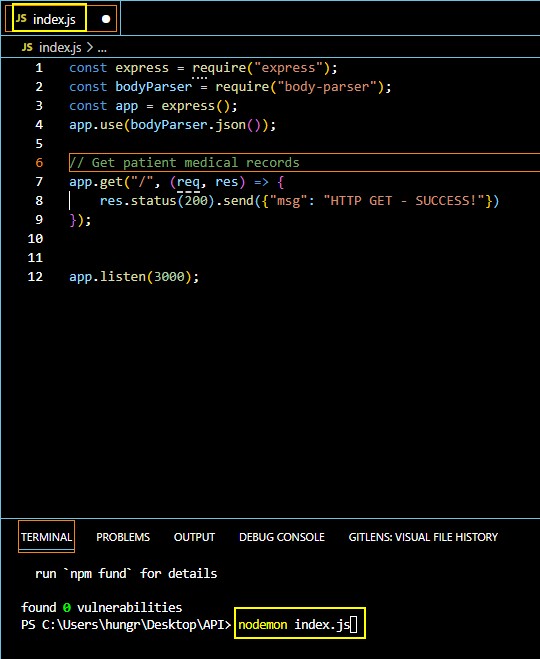 JS index.js
JS index.js > ...
1 const express = require("express");
2 const bodyParser = require("body-parser");
3 const app = express();
4 app.use(bodyParser.json());
5
6 // Get patient medical records
7 app.get("/", (req, res) => {
8     res.status(200).send({"msg": "HTTP GET - SUCCESS!"})
9 });
10
11
12 app.listen(3000);
TERMINAL PROBLEMS OUTPUT DEBUG CONSOLE GITLENS: VISUAL FILE HISTORY
run `npm fund` for details
found 0 vulnerabilities
PS C:\Users\hungr\Desktop\API> nodemon index.js